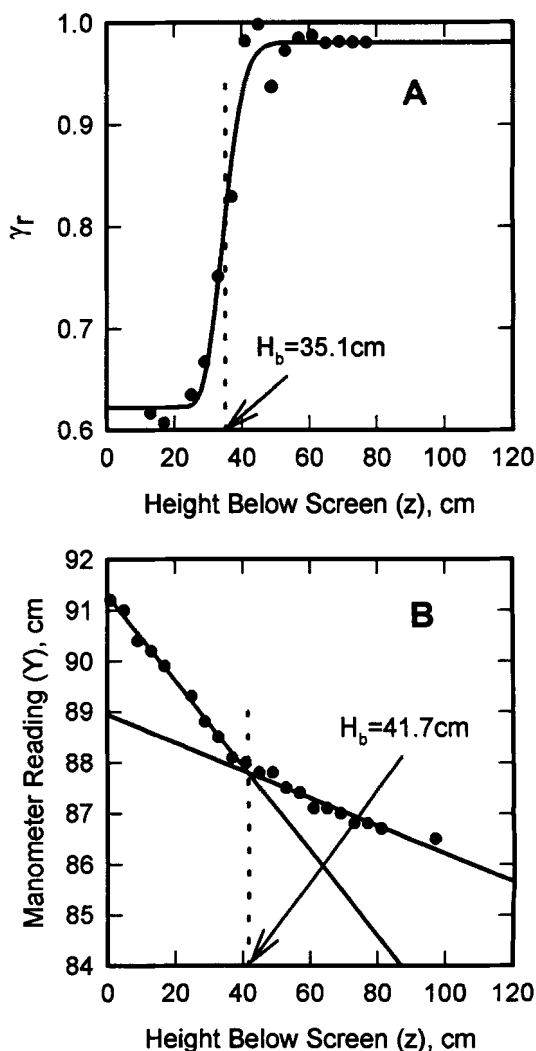 1.0
0.9
0.8
0.7
0.6
γr
A
H_b=35.1cm
0 20 40 60 80 100 120
Height Below Screen (z), cm
92
91
90
89
88
87
86
85
84
Manometer Reading (Y), cm
B
H_b=41.7cm
0 20 40 60 80 100 120
Height Below Screen (z), cm